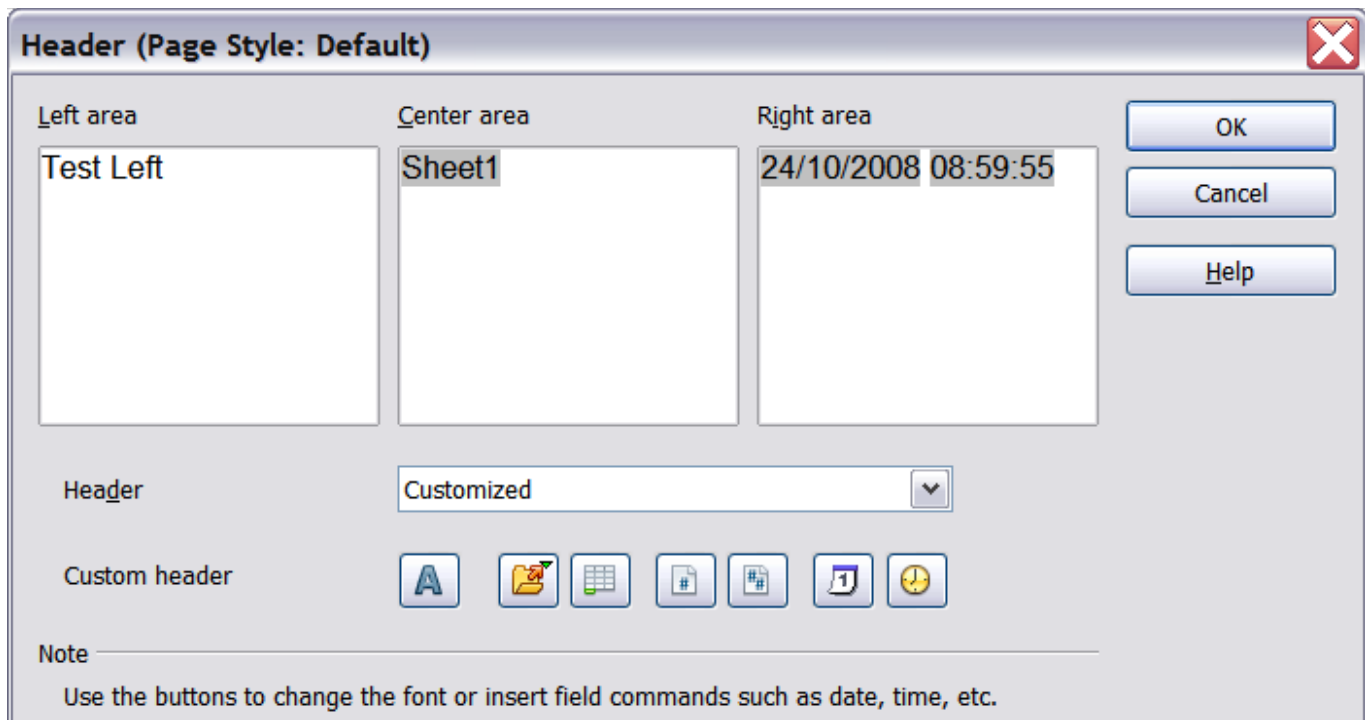 Header (Page Style: Default)
Left area
Center area
Right area
OK
Test Left
Sheet1
24/10/2008 08:59:55
Cancel
Help
Header
Customized
Custom header
A
#
##
1
Note
Use the buttons to change the font or insert field commands such as date, time, etc.